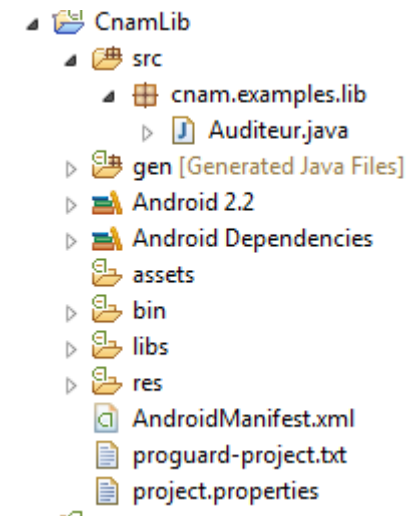 CnamLib
src
cnam.examples.lib
Auditeur.java
gen [Generated Java Files]
Android 2.2
Android Dependencies
assets
bin
libs
res
AndroidManifest.xml
proguard-project.txt
project.properties